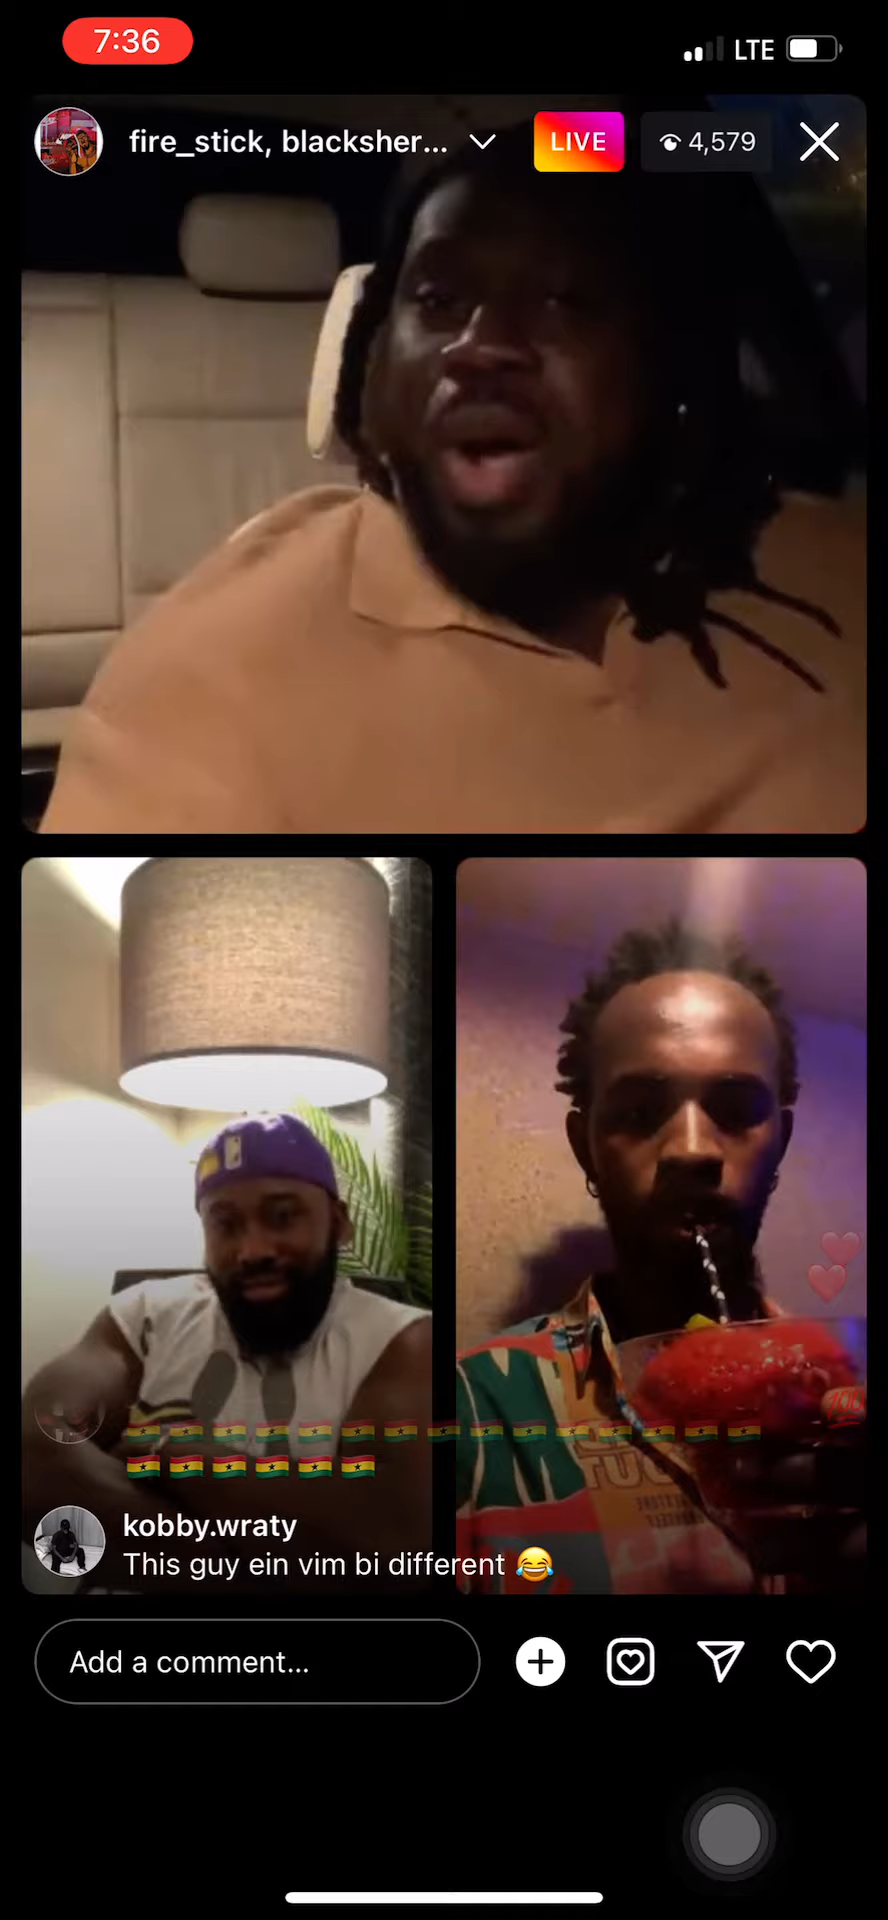 7:36
LTE
fire_stick, blacksher...
LIVE
4,579
🇬🇭🇬🇭🇬🇭🇬🇭🇬🇭🇬🇭🇬🇭🇬🇭🇬🇭🇬🇭🇬🇭🇬🇭🇬🇭🇬🇭🇬🇭
🇬🇭🇬🇭🇬🇭🇬🇭🇬🇭🇬🇭
kobby.wraty
This guy ein vim bi different 😂
Add a comment...